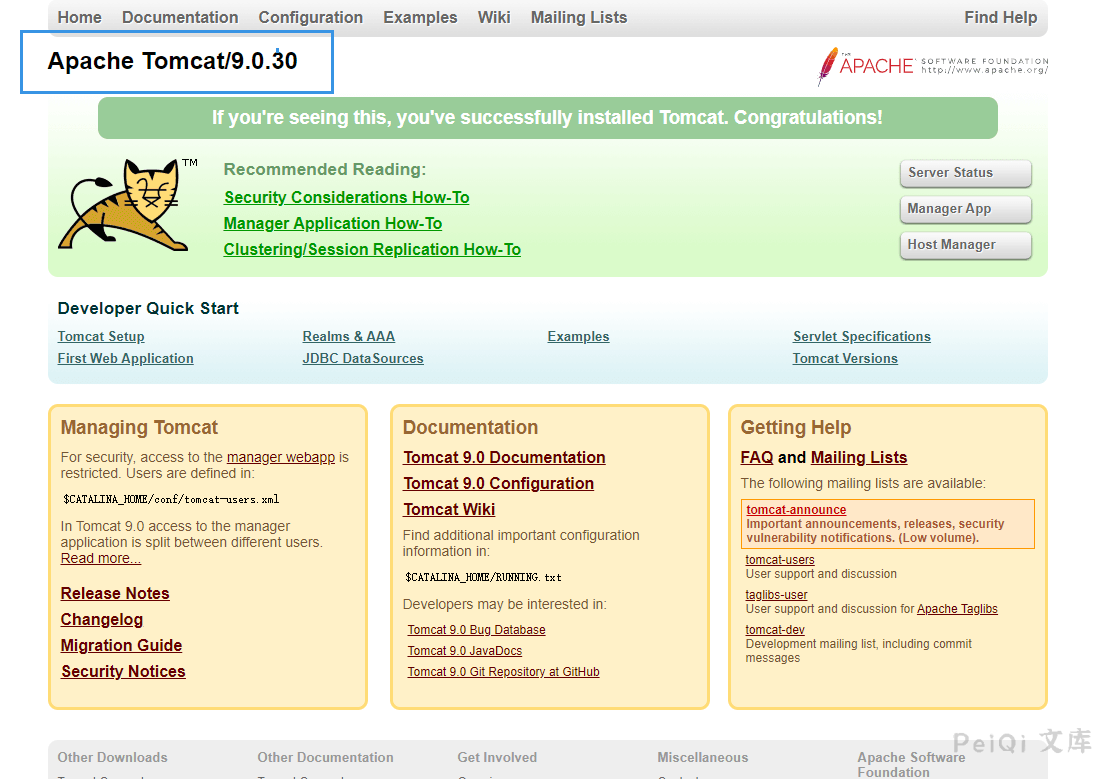 Home Documentation Configuration Examples Wiki Mailing Lists Find Help
Apache Tomcat/9.0.30
THE APACHE SOFTWARE FOUNDATION
http://www.apache.org/
If you're seeing this, you've successfully installed Tomcat. Congratulations!
TM
Recommended Reading:
Security Considerations How-To
Manager Application How-To
Clustering/Session Replication How-To
Server Status
Manager App
Host Manager
Developer Quick Start
Tomcat Setup
First Web Application
Realms & AAA
JDBC DataSources
Examples
Servlet Specifications
Tomcat Versions
Managing Tomcat
For security, access to the manager webapp is
restricted. Users are defined in:
$CATALINA_HOME/conf/tomcat-users.xml
In Tomcat 9.0 access to the manager
application is split between different users.
Read more...
Release Notes
Changelog
Migration Guide
Security Notices
Documentation
Tomcat 9.0 Documentation
Tomcat 9.0 Configuration
Tomcat Wiki
Find additional important configuration
information in:
$CATALINA_HOME/RUNNING.txt
Developers may be interested in:
Tomcat 9.0 Bug Database
Tomcat 9.0 JavaDocs
Tomcat 9.0 Git Repository at GitHub
Getting Help
FAQ and Mailing Lists
The following mailing lists are available:
tomcat-announce
Important announcements, releases, security
vulnerability notifications. (Low volume).
tomcat-users
User support and discussion
taglibs-user
User support and discussion for Apache Taglibs
tomcat-dev
Development mailing list, including commit
messages
Other Downloads
Other Documentation
Get Involved
Miscellaneous
Apache Software
Foundation
PeiQi 文库